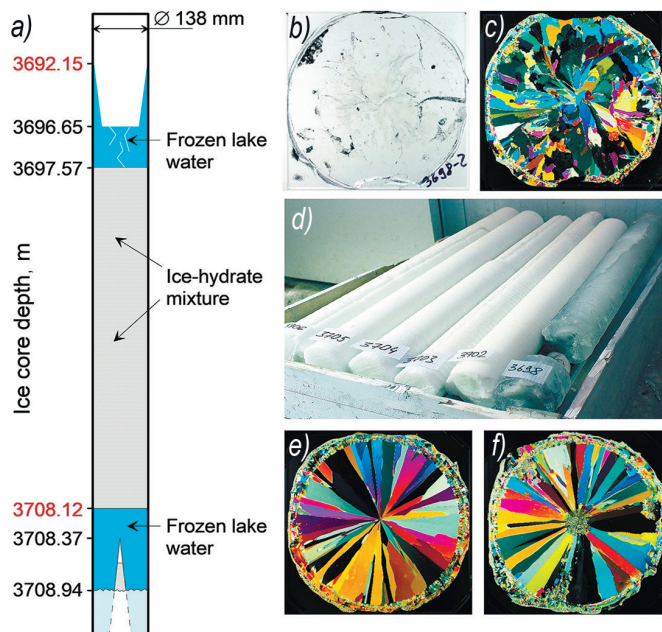 a)
Ø 138 mm
3692.15
3696.65
Frozen lake
water
3697.57
Ice-hydrate
mixture
Ice core depth, m
3708.12
Frozen lake
water
3708.37
3708.94
b)
3698-2
c)
d)
3705
3704
3703
3702
3698
e)
f)